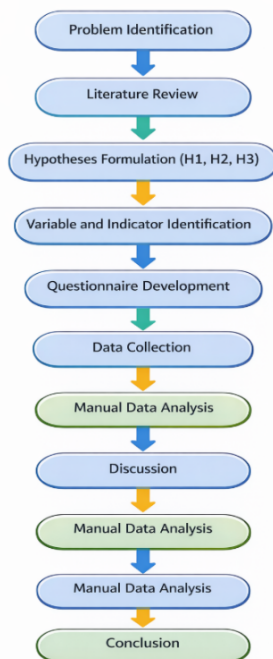 Problem Identification
Literature Review
Hypotheses Formulation (H1, H2, H3)
Variable and Indicator Identification
Questionnaire Development
Data Collection
Manual Data Analysis
Discussion
Manual Data Analysis
Manual Data Analysis
Conclusion